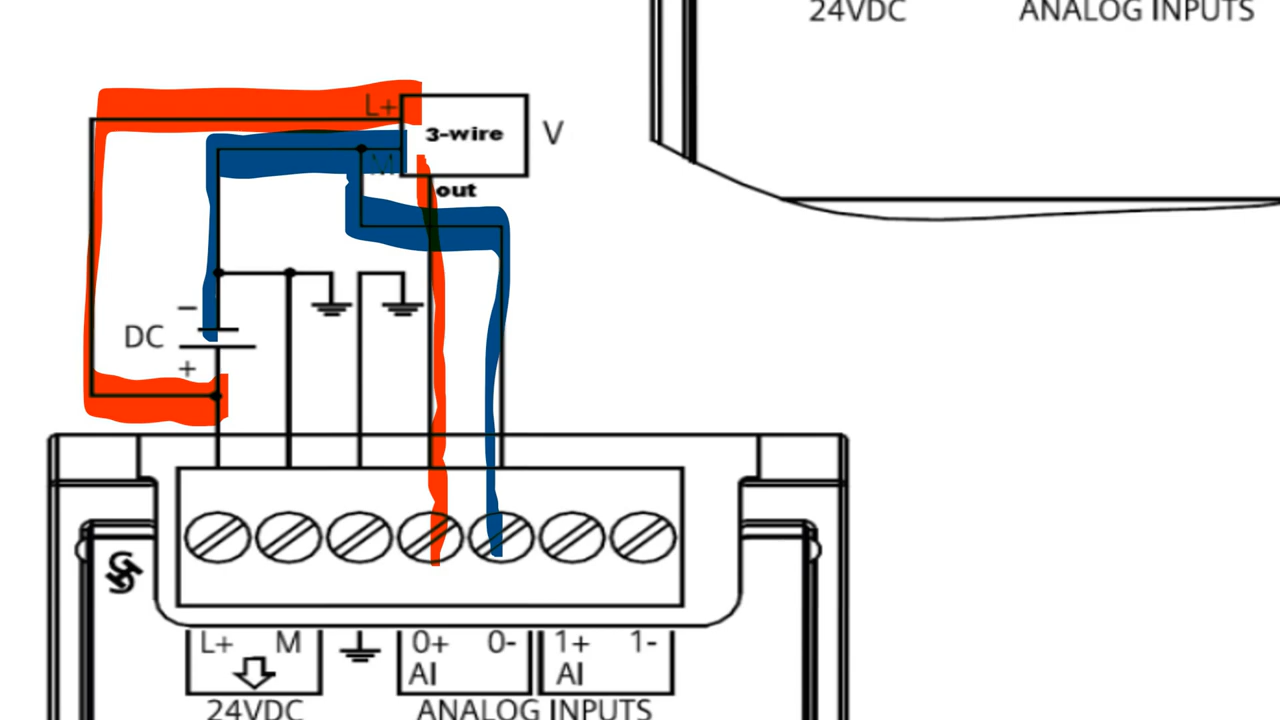 24VDC ANALOG INPUTS
L+
3-wire V
M
out
−
DC
+
L+ M 0+ 0- 1+ 1-
AI AI
24VDC ANALOG INPUTS